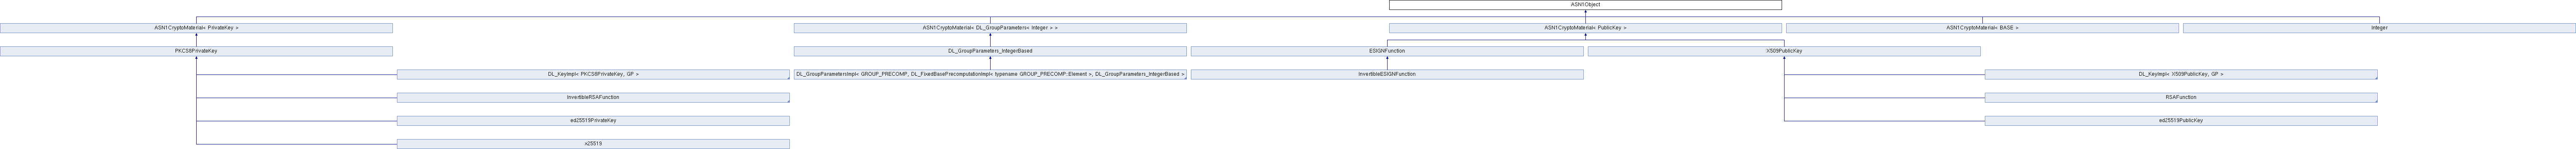 ASN1Object
ASN1CryptoMaterial< PrivateKey >
ASN1CryptoMaterial< DL_GroupParameters< Integer > >
ASN1CryptoMaterial< PublicKey >
ASN1CryptoMaterial< BASE >
Integer
PKCS8PrivateKey
DL_GroupParameters_IntegerBased
ESIGNFunction
X509PublicKey
DL_KeyImpl< PKCS8PrivateKey, GP >
DL_GroupParametersImpl< GROUP_PRECOMP, DL_FixedBasePrecomputationImpl< typename GROUP_PRECOMP::Element >, DL_GroupParameters_IntegerBased >
InvertibleESIGNFunction
DL_KeyImpl< X509PublicKey, GP >
InvertibleRSAFunction
RSAFunction
ed25519PrivateKey
ed25519PublicKey
x25519